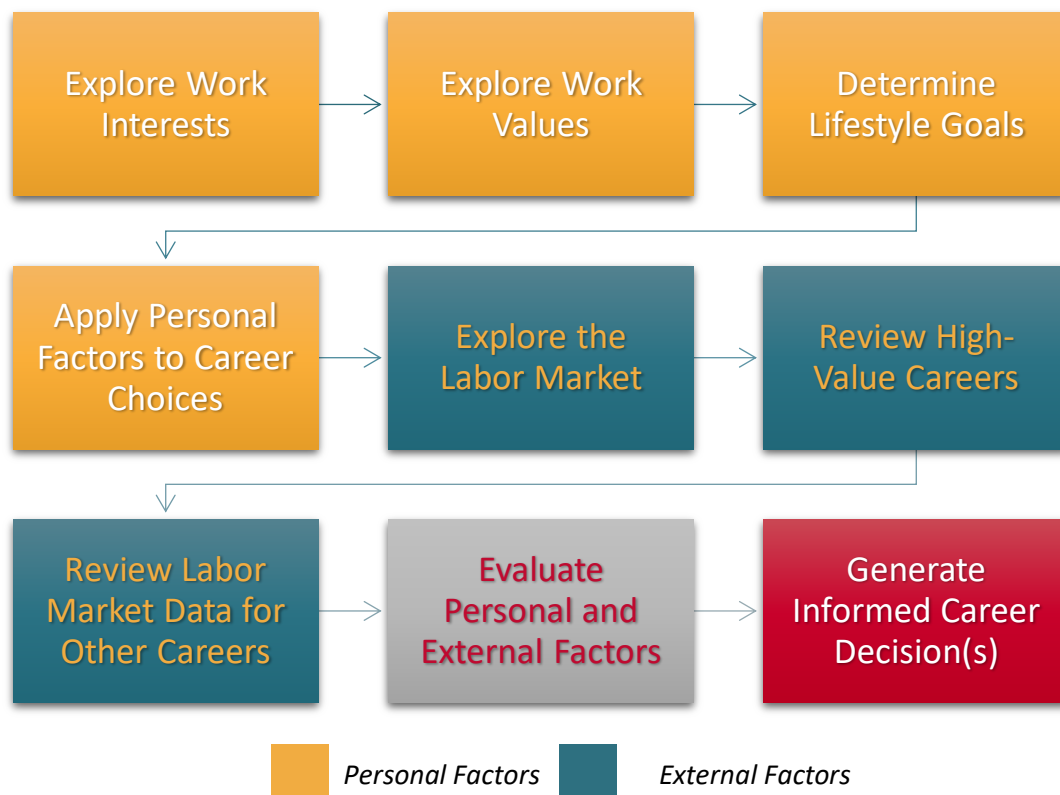 Explore Work
Interests
Explore Work
Values
Determine
Lifestyle Goals
Apply Personal
Factors to Career
Choices
Explore the
Labor Market
Review High-
Value Careers
Review Labor
Market Data for
Other Careers
Evaluate
Personal and
External Factors
Generate
Informed Career
Decision(s)
Personal Factors
External Factors